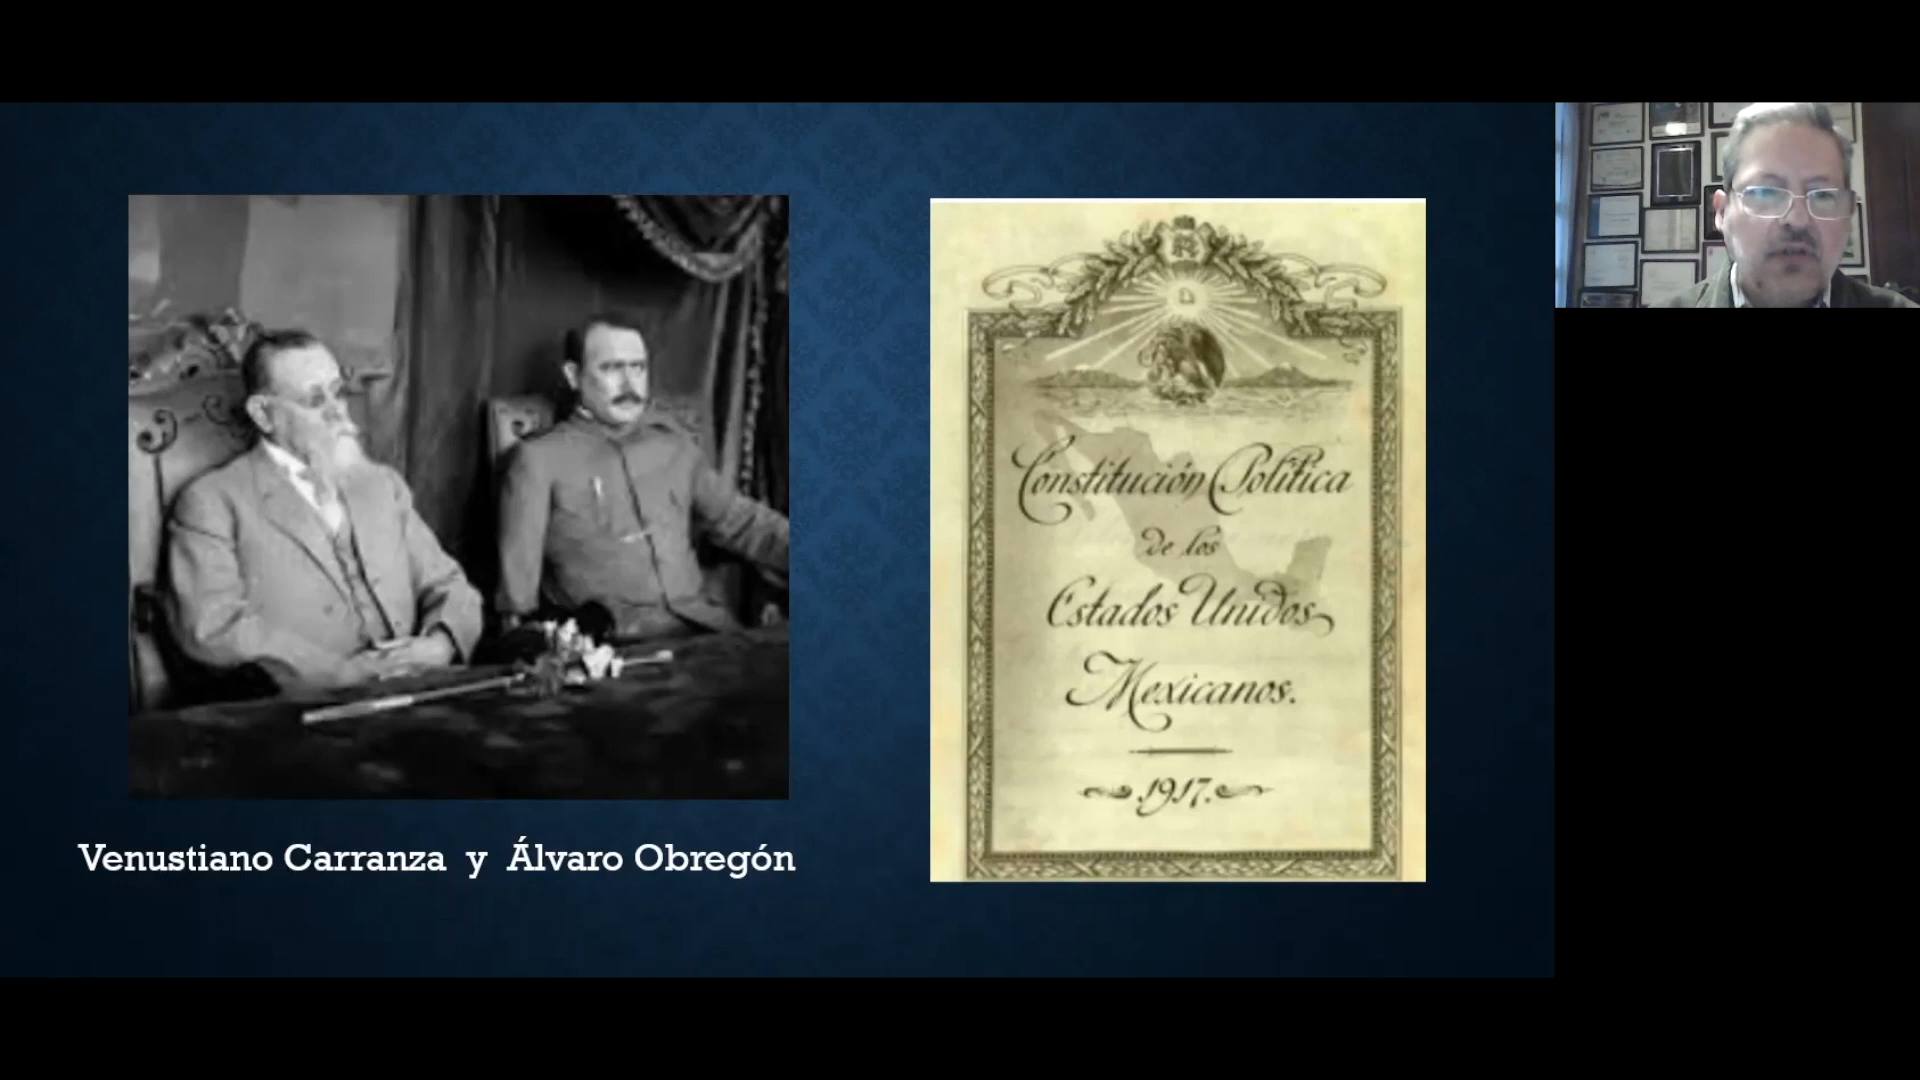 Venustiano Carranza y Álvaro Obregón
Constitución Política
de los
Estados Unidos
Mexicanos.
1917.